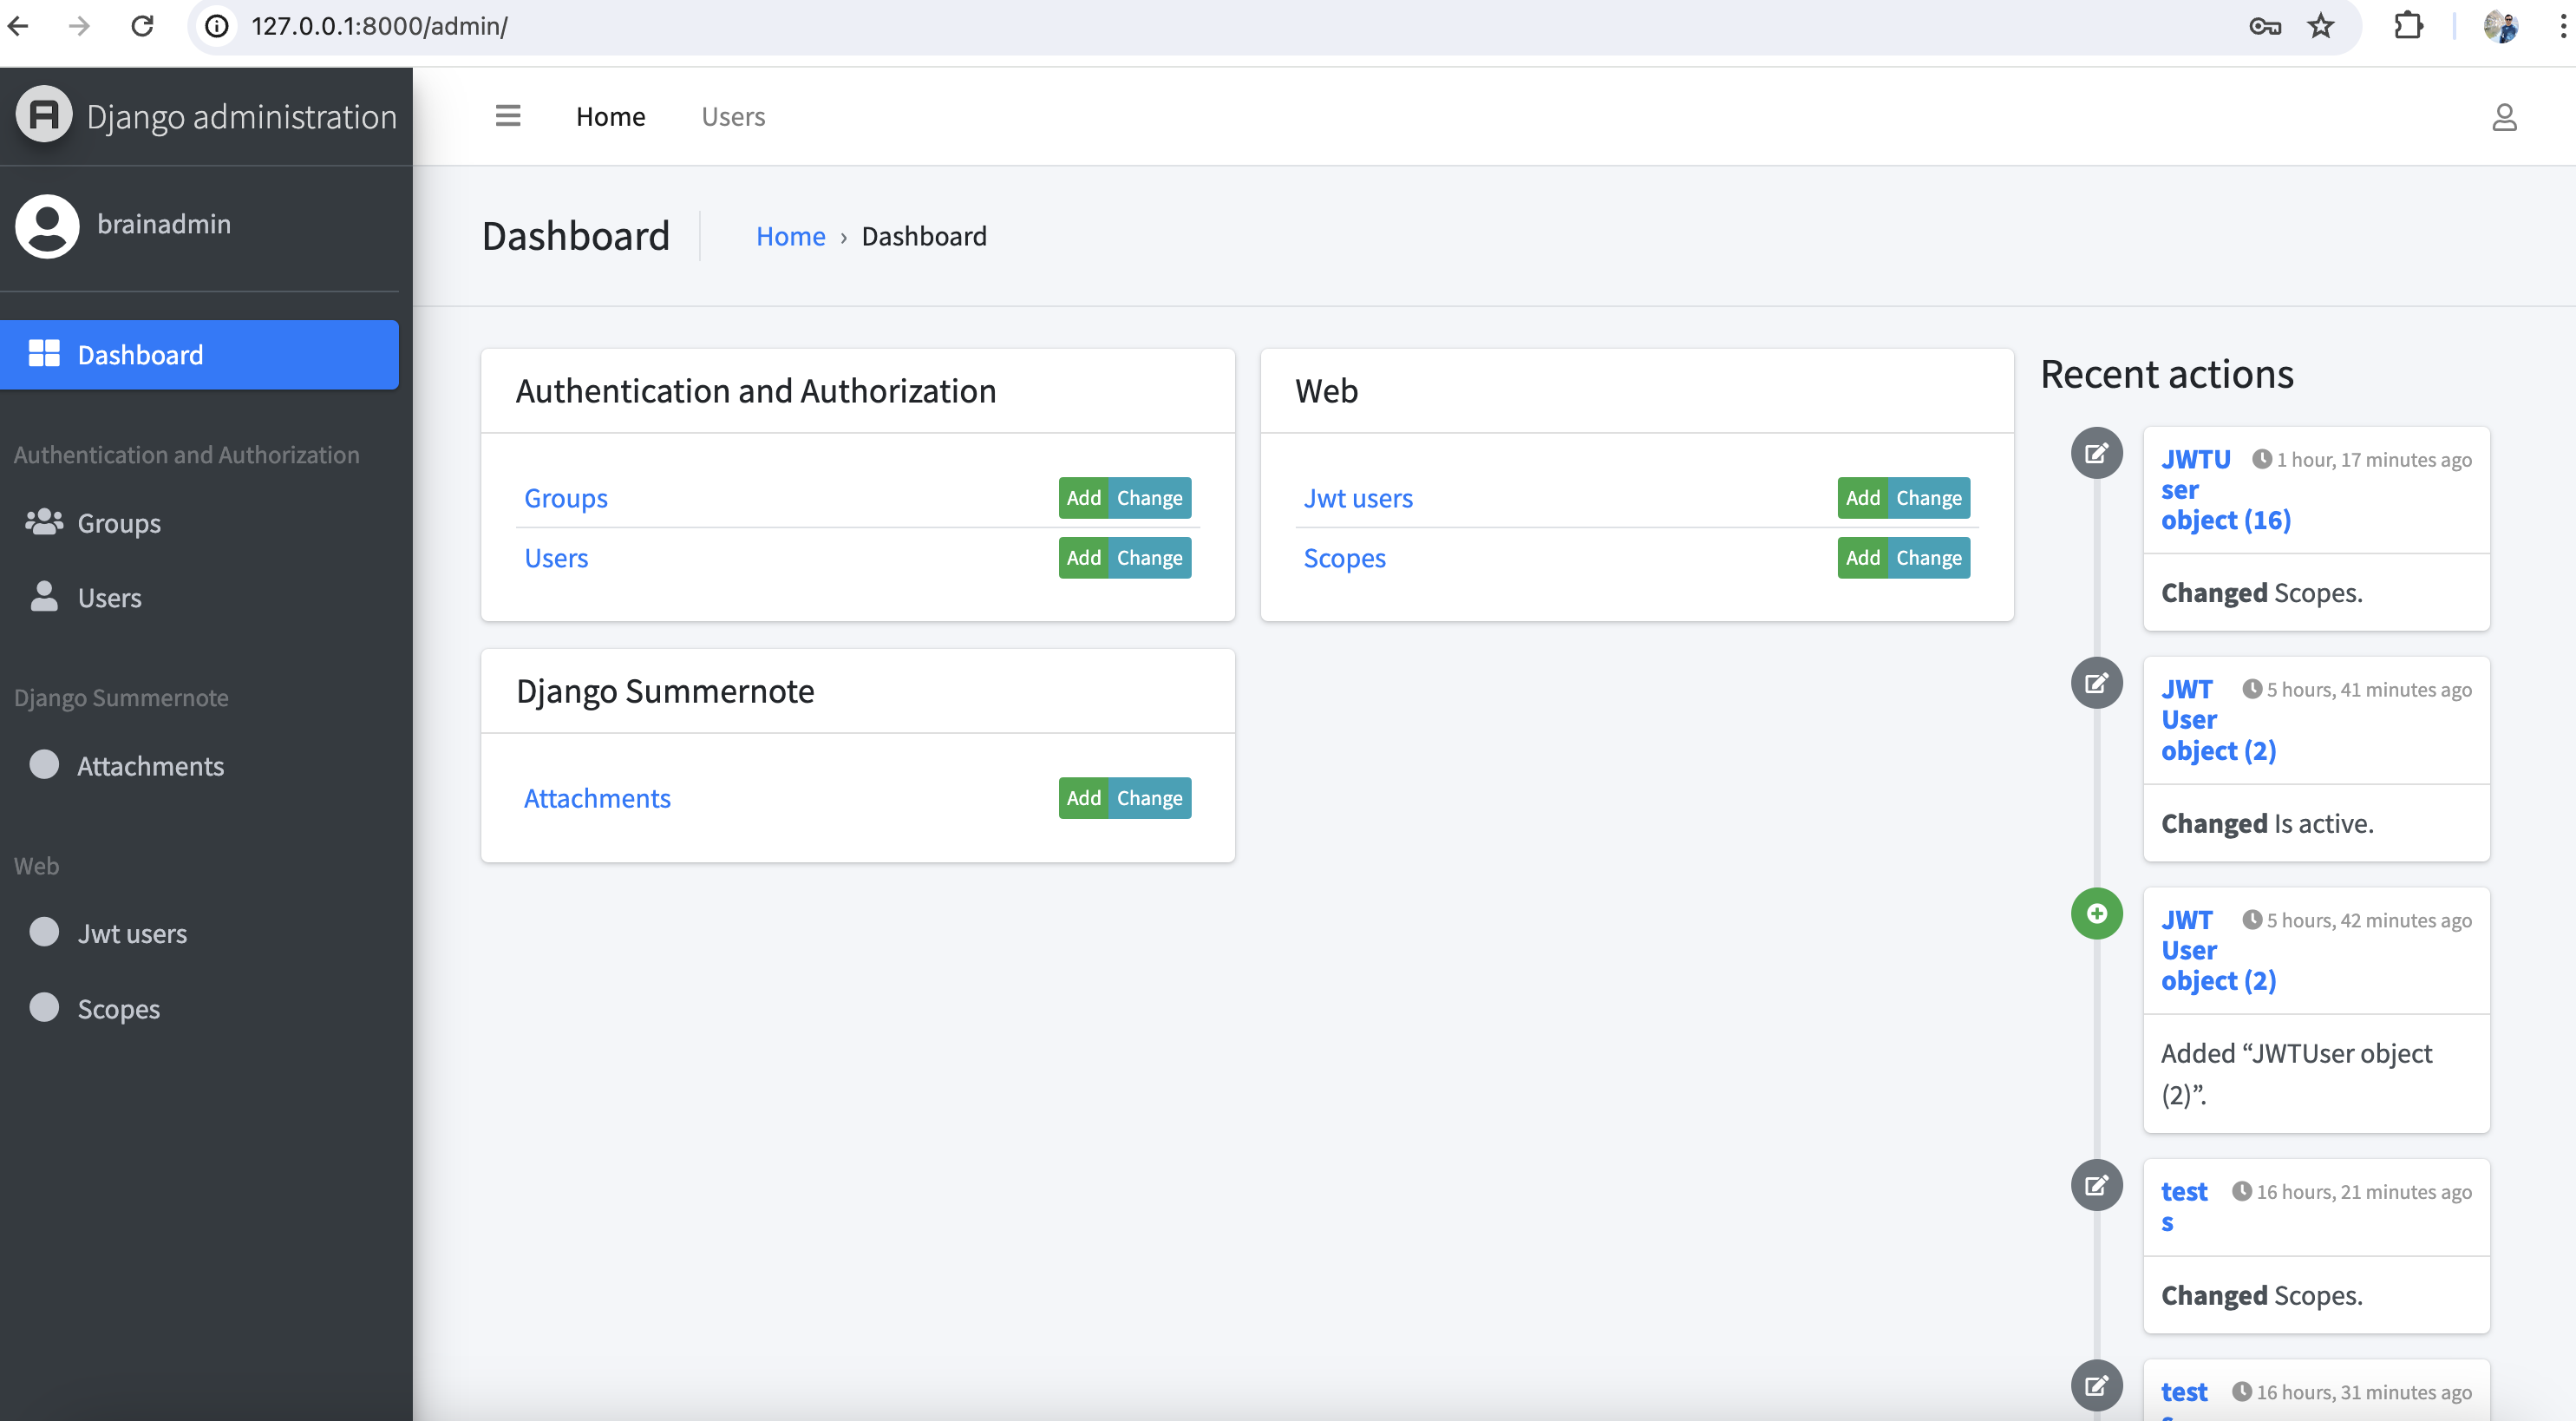 127.0.0.1:8000/admin/
Django administration
brainadmin
Dashboard
Authentication and Authorization
Groups
Users
Django Summernote
Attachments
Web
Jwt users
Scopes
Home
Users
Dashboard
Home › Dashboard
Authentication and Authorization
Groups Add Change
Users Add Change
Web
Jwt users Add Change
Scopes Add Change
Django Summernote
Attachments Add Change
Recent actions
JWTU 1 hour, 17 minutes ago
ser
object (16)
Changed Scopes.
JWT 5 hours, 41 minutes ago
User
object (2)
Changed Is active.
JWT 5 hours, 42 minutes ago
User
object (2)
Added “JWTUser object
(2)”.
test 16 hours, 21 minutes ago
s
Changed Scopes.
test 16 hours, 31 minutes ago